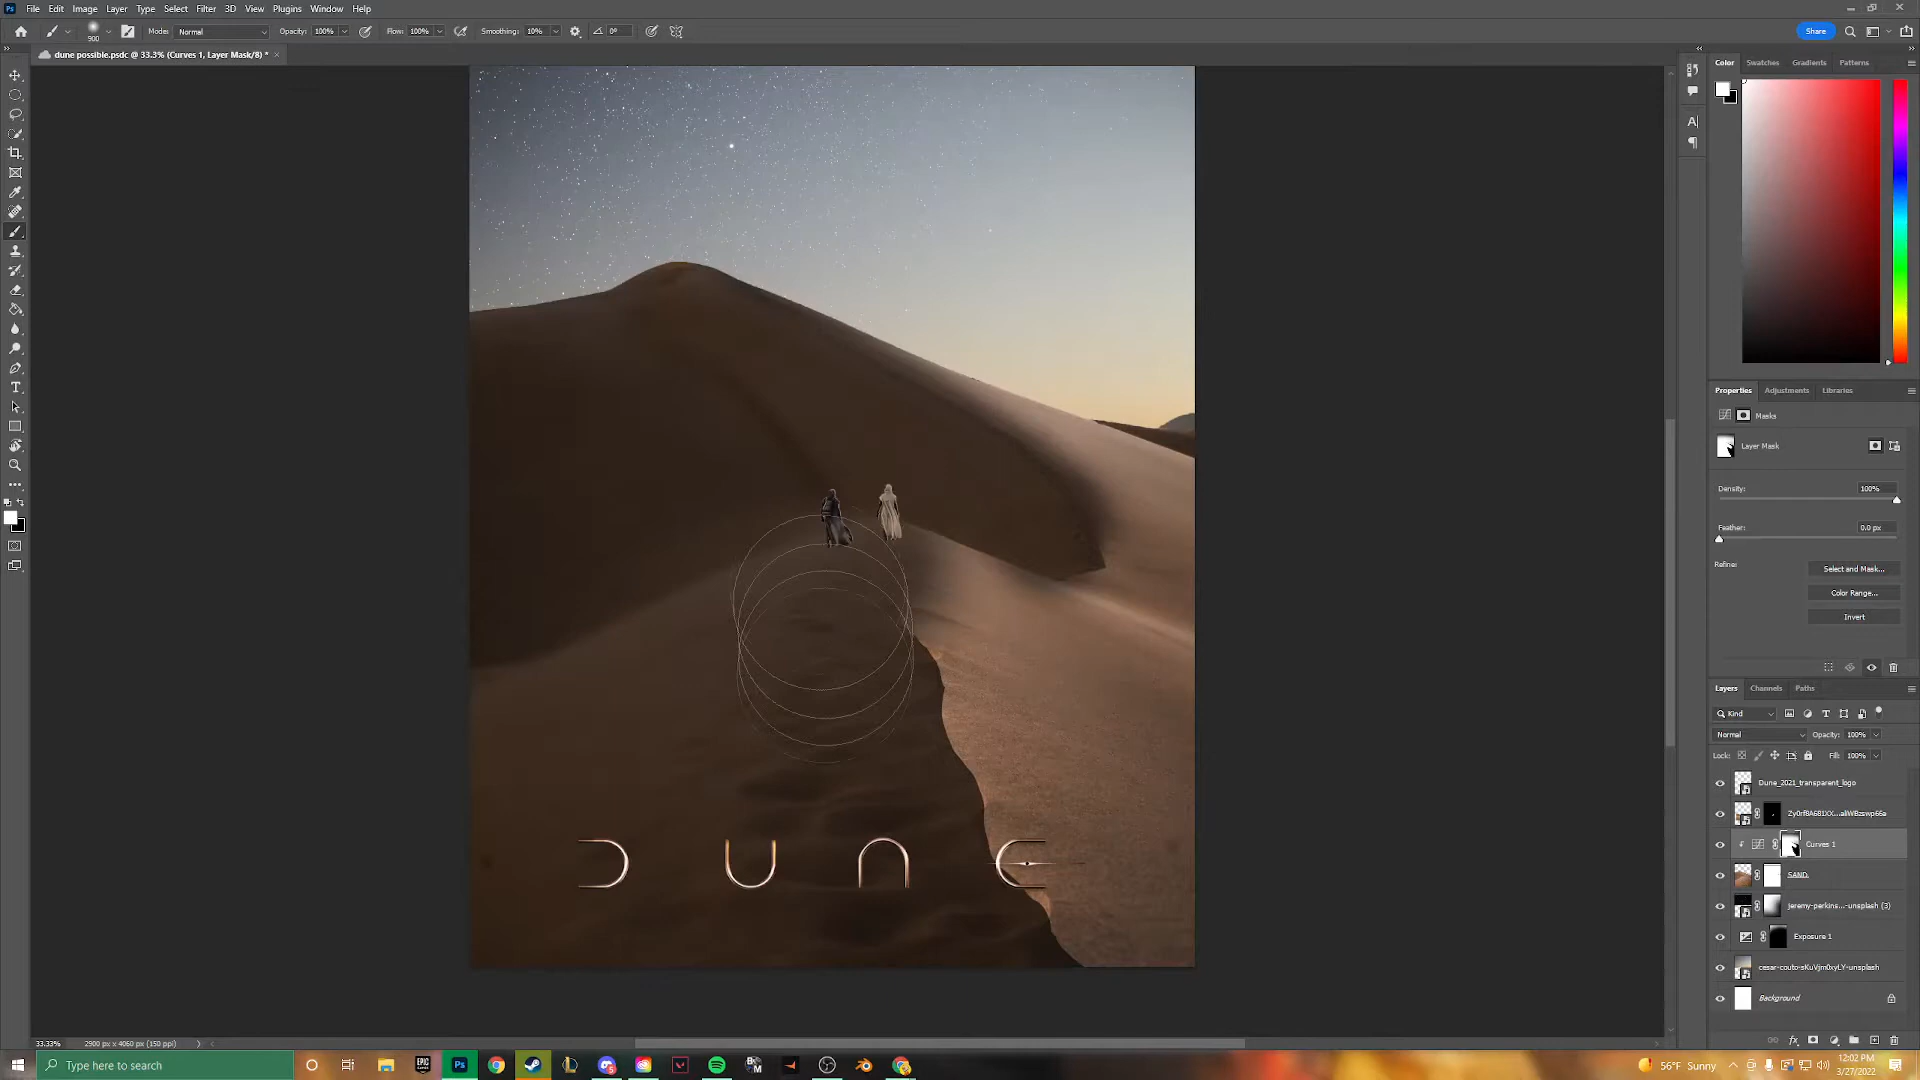 File Edit Image Layer Type Select Filter 3D View Plugins Window Help
900 Mode: Normal Opacity: 100% Flow: 100% Smoothing: 10% 0° Share
dune possible.psdc @ 33.3% (Curves 1, Layer Mask/8) *
Color Swatches Gradients Patterns
Properties Adjustments Libraries
Masks
Layer Mask
Density: 100%
Feather: 0.0 px
Refine: Select and Mask...
Color Range...
Invert
Layers Channels Paths
Kind
Normal Opacity: 100%
Lock: Fill: 100%
Dune_2021_transparent_logo
Curves 1
SAND
jeremy-perkins...-unsplash (3)
Exposure 1
cesar-couto-sKuVjm0xyLY-unsplash
Background
DUNE
33.33% 2900 px x 4060 px (150 ppi)
Type here to search
56°F Sunny
12:02 PM
3/27/2022